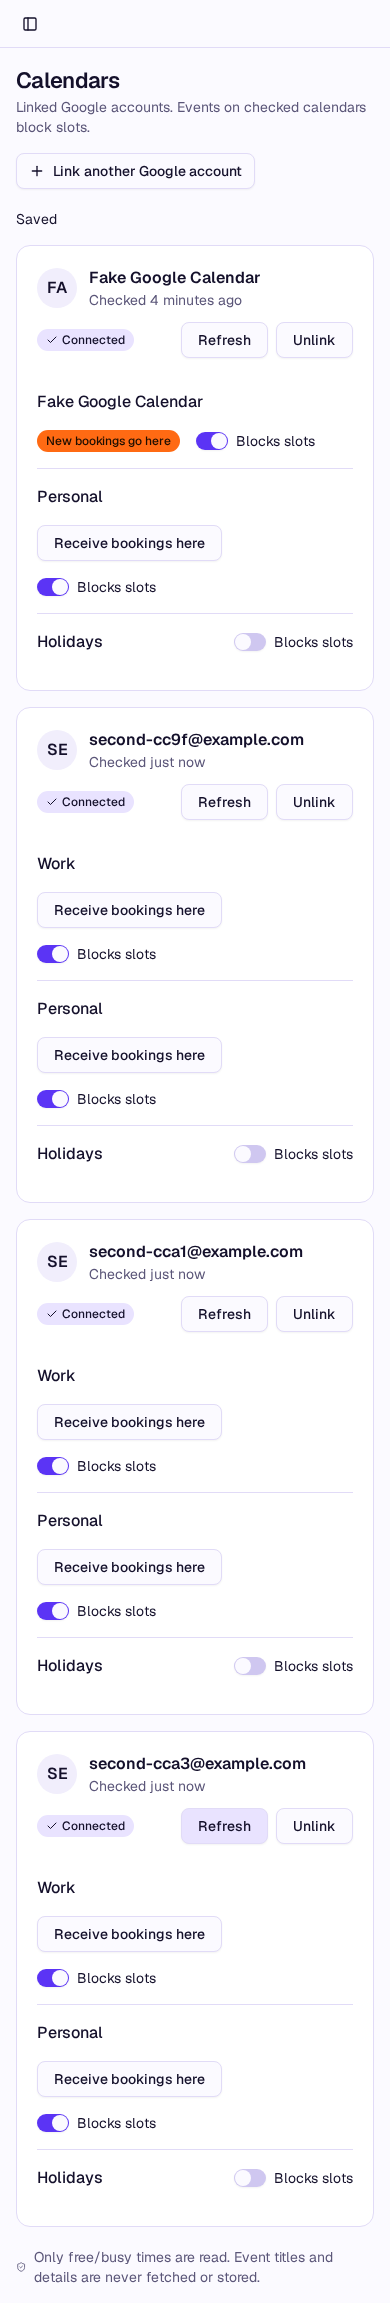 Calendars
Linked Google accounts. Events on checked calendars
block slots.
Link another Google account
Saved
FA
Fake Google Calendar
Checked 4 minutes ago
Connected
Refresh
Unlink
Fake Google Calendar
New bookings go here
Blocks slots
Personal
Receive bookings here
Blocks slots
Holidays
Blocks slots
SE
second-cc9f@example.com
Checked just now
Connected
Refresh
Unlink
Work
Receive bookings here
Blocks slots
Personal
Receive bookings here
Blocks slots
Holidays
Blocks slots
SE
second-cca1@example.com
Checked just now
Connected
Refresh
Unlink
Work
Receive bookings here
Blocks slots
Personal
Receive bookings here
Blocks slots
Holidays
Blocks slots
SE
second-cca3@example.com
Checked just now
Connected
Refresh
Unlink
Work
Receive bookings here
Blocks slots
Personal
Receive bookings here
Blocks slots
Holidays
Blocks slots
Only free/busy times are read. Event titles and
details are never fetched or stored.